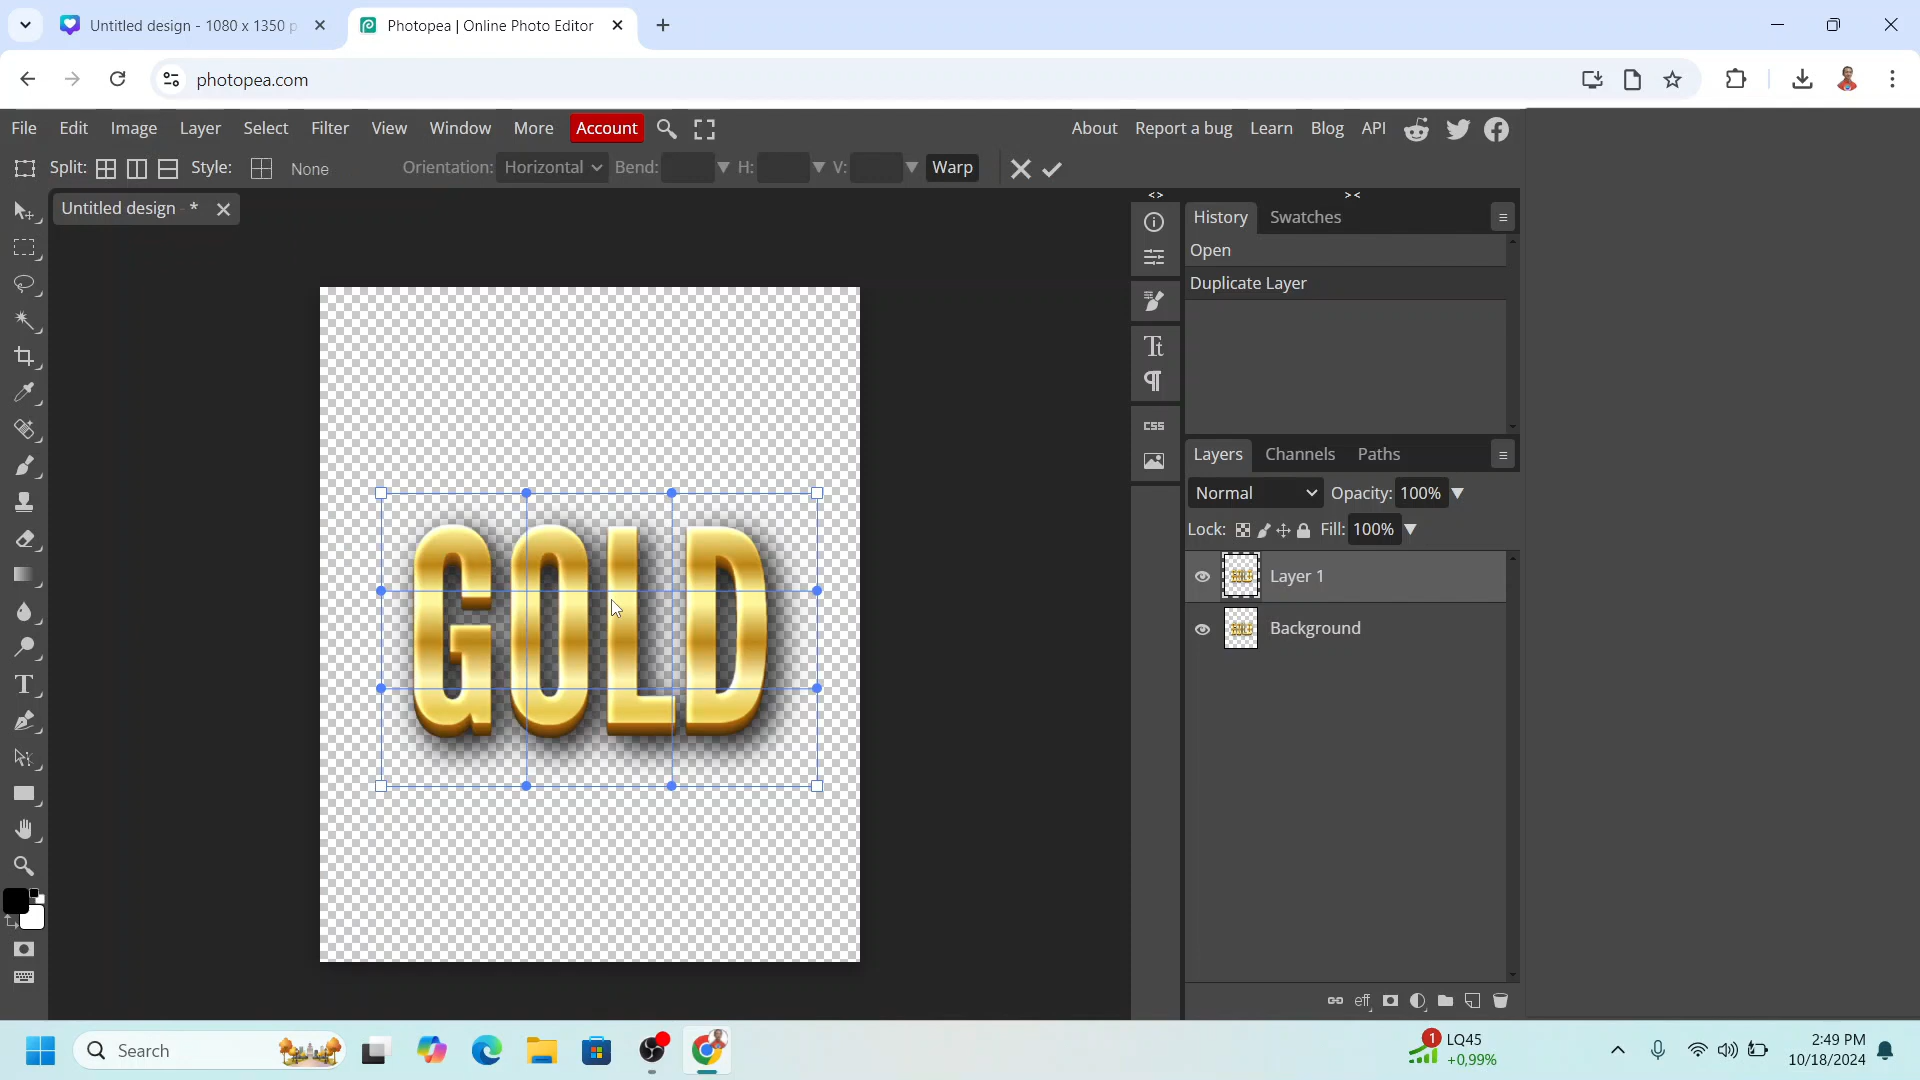 Untitled design - 1080 x 1350 p
Photopea | Online Photo Editor
photopea.com
File Edit Image Layer Select Filter View Window More Account About Report a bug Learn Blog API
Split: Style: None Orientation: Horizontal Bend: H: V: Warp
Untitled design *
<> ><
History Swatches
Open
Duplicate Layer
Tt
¶
CSS
Layers Channels Paths
Normal Opacity: 100%
Lock: Fill: 100%
Layer 1
Background
GOLD
T
eff
Search
1 LQ45
+0,99%
2:49 PM
10/18/2024